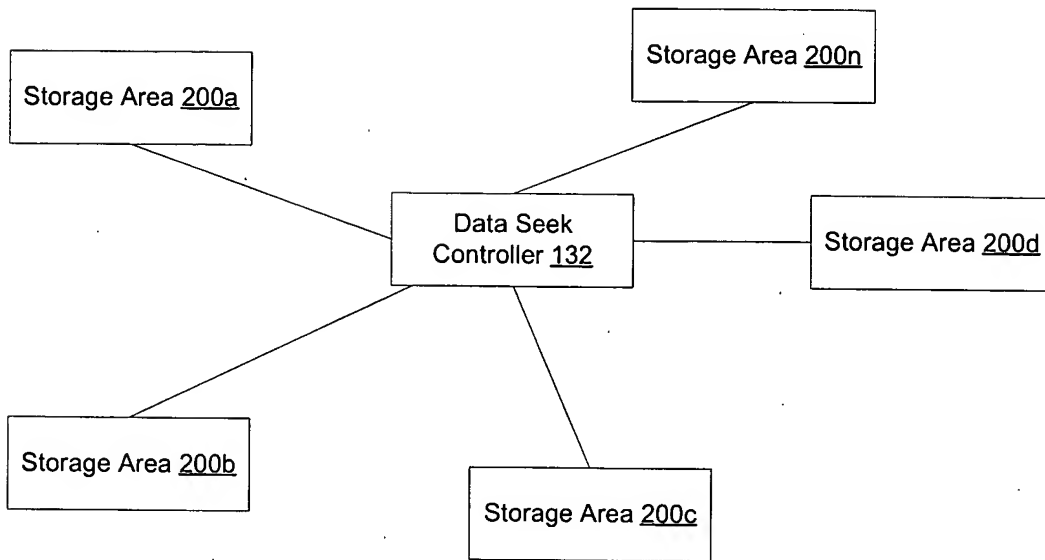 Storage Area 200n
Storage Area 200a
Data Seek
Controller 132
Storage Area 200d
Storage Area 200b
Storage Area 200c